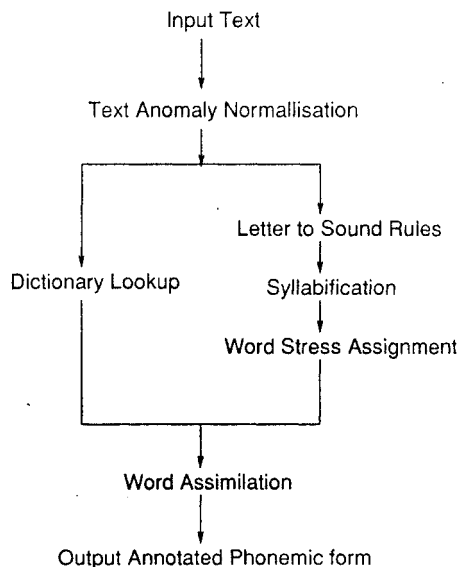 Input Text
Text Anomaly Normallisation
Letter to Sound Rules
Dictionary Lookup
Syllabification
Word Stress Assignment
Word Assimilation
Output Annotated Phonemic form